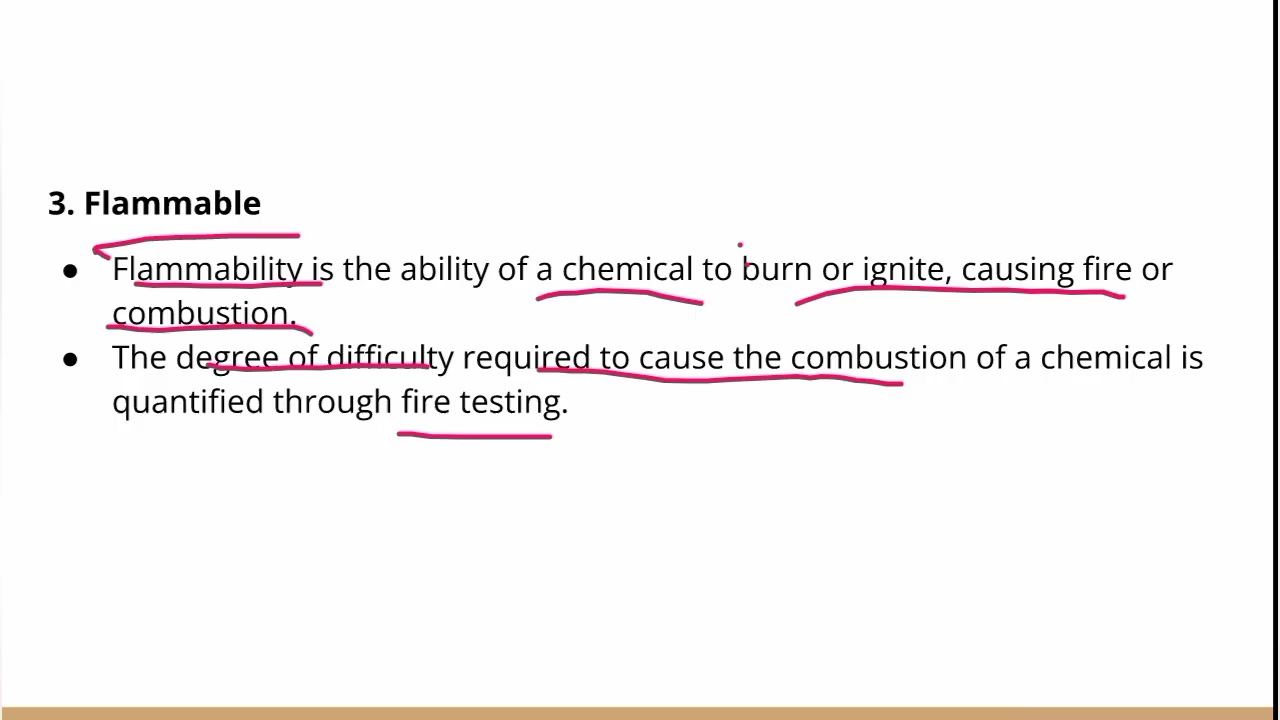 3. Flammable
● Flammability is the ability of a chemical to burn or ignite, causing fire or
combustion.
● The degree of difficulty required to cause the combustion of a chemical is
quantified through fire testing.